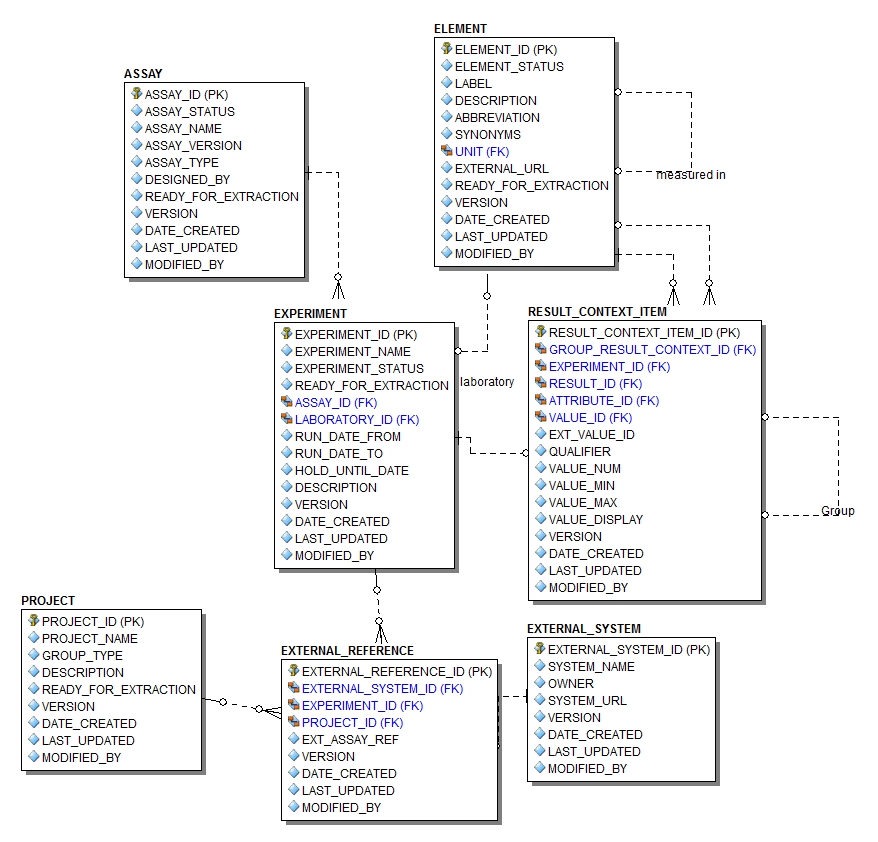 ELEMENT
ELEMENT_ID (PK)
ELEMENT_STATUS
LABEL
DESCRIPTION
ABBREVIATION
SYNONYMS
UNIT (FK)
EXTERNAL_URL
READY_FOR_EXTRACTION
VERSION
DATE_CREATED
LAST_UPDATED
MODIFIED_BY
measured in
ASSAY
ASSAY_ID (PK)
ASSAY_STATUS
ASSAY_NAME
ASSAY_VERSION
ASSAY_TYPE
DESIGNED_BY
READY_FOR_EXTRACTION
VERSION
DATE_CREATED
LAST_UPDATED
MODIFIED_BY
EXPERIMENT
EXPERIMENT_ID (PK)
EXPERIMENT_NAME
EXPERIMENT_STATUS
READY_FOR_EXTRACTION
ASSAY_ID (FK)
LABORATORY_ID (FK)
RUN_DATE_FROM
RUN_DATE_TO
HOLD_UNTIL_DATE
DESCRIPTION
VERSION
DATE_CREATED
LAST_UPDATED
MODIFIED_BY
laboratory
RESULT_CONTEXT_ITEM
RESULT_CONTEXT_ITEM_ID (PK)
GROUP_RESULT_CONTEXT_ID (FK)
EXPERIMENT_ID (FK)
RESULT_ID (FK)
ATTRIBUTE_ID (FK)
VALUE_ID (FK)
EXT_VALUE_ID
QUALIFIER
VALUE_NUM
VALUE_MIN
VALUE_MAX
VALUE_DISPLAY
VERSION
DATE_CREATED
LAST_UPDATED
MODIFIED_BY
Group
PROJECT
PROJECT_ID (PK)
PROJECT_NAME
GROUP_TYPE
DESCRIPTION
READY_FOR_EXTRACTION
VERSION
DATE_CREATED
LAST_UPDATED
MODIFIED_BY
EXTERNAL_REFERENCE
EXTERNAL_REFERENCE_ID (PK)
EXTERNAL_SYSTEM_ID (FK)
EXPERIMENT_ID (FK)
PROJECT_ID (FK)
EXT_ASSAY_REF
VERSION
DATE_CREATED
LAST_UPDATED
MODIFIED_BY
EXTERNAL_SYSTEM
EXTERNAL_SYSTEM_ID (PK)
SYSTEM_NAME
OWNER
SYSTEM_URL
VERSION
DATE_CREATED
LAST_UPDATED
MODIFIED_BY